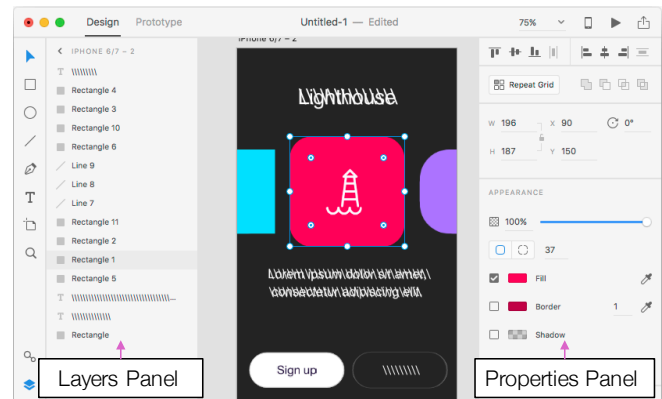 Design Prototype Untitled-1 — Edited 75%
IPHONE 6/7 – 2
iPhone 6/7 – 2
T \\\\\\\\\
Rectangle 4
Rectangle 3
Rectangle 10
Rectangle 6
Line 9
Line 8
Line 7
Rectangle 11
Rectangle 2
Rectangle 1
Rectangle 5
Rectangle
Layers Panel
Lighthouse
Lorem ipsum dolor sit amet,
consectetur adipiscing elit
Sign up
Repeat Grid
W 196 X 90 0°
H 187 Y 150
APPEARANCE
100%
37
Fill
Border 1
Shadow
Properties Panel